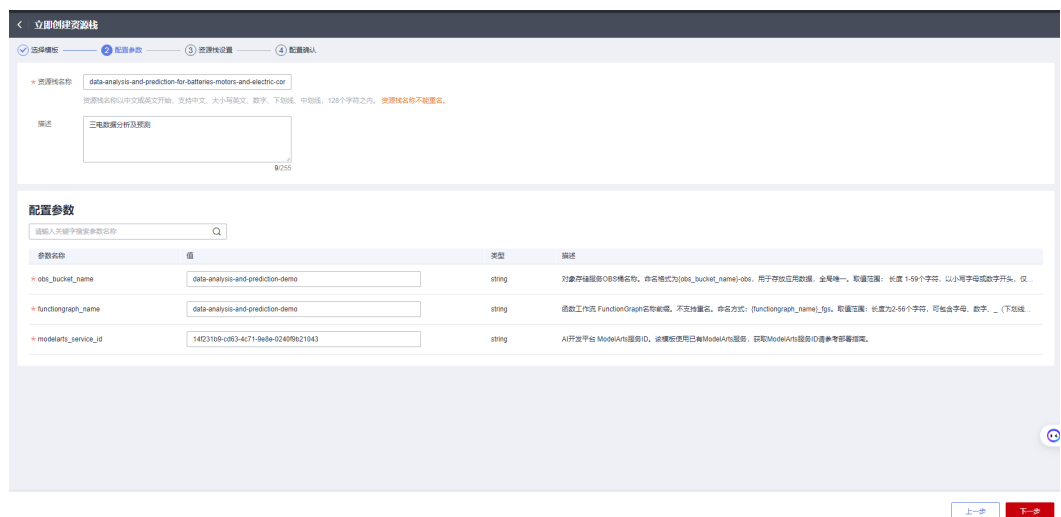 立即创建资源栈
选择模板 2 配置参数 3 资源栈设置 4 配置确认
* 资源栈名称 data-analysis-and-prediction-for-batteries-motors-and-electric-cor
资源栈名称以中文或英文开始，支持中文、大小写英文、数字、下划线、中划线，128个字符之内。 资源栈名称不能重名。
描述 三电数据分析及预测
9/255
配置参数
请输入关键字搜索参数名称
参数名称 值 类型 描述
* obs_bucket_name data-analysis-and-prediction-demo string 对象存储服务OBS桶名称。命名格式为{obs_bucket_name}-obs，用于存放应用数据，全局唯一。取值范围： 长度 1-59个字符，以小写字母或数字开头，仅...
* functiongraph_name data-analysis-and-prediction-demo string 函数工作流 FunctionGraph名称前缀。不支持重名。命名方式：{functiongraph_name}_fgs。取值范围：长度为2-56个字符，可包含字母、数字、_（下划线...
* modelarts_service_id 14f231b9-cd63-4c71-9e8e-0240f9b21043 string AI开发平台 ModelArts服务ID。该模板使用已有ModelArts服务，获取ModelArts服务ID请参考部署指南。
上一步 下一步